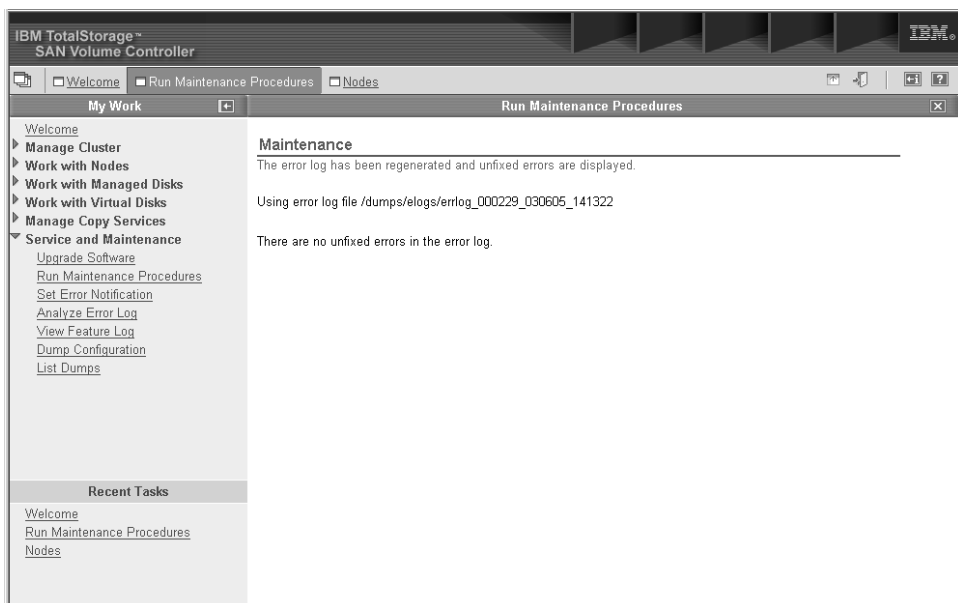 IBM TotalStorage™
SAN Volume Controller
IBM®
Welcome
Run Maintenance Procedures
Nodes
?
My Work
Run Maintenance Procedures
Welcome
Manage Cluster
Work with Nodes
Work with Managed Disks
Work with Virtual Disks
Manage Copy Services
Service and Maintenance
Upgrade Software
Run Maintenance Procedures
Set Error Notification
Analyze Error Log
View Feature Log
Dump Configuration
List Dumps
Maintenance
The error log has been regenerated and unfixed errors are displayed.
Using error log file /dumps/elogs/errlog_000229_030605_141322
There are no unfixed errors in the error log.
Recent Tasks
Welcome
Run Maintenance Procedures
Nodes